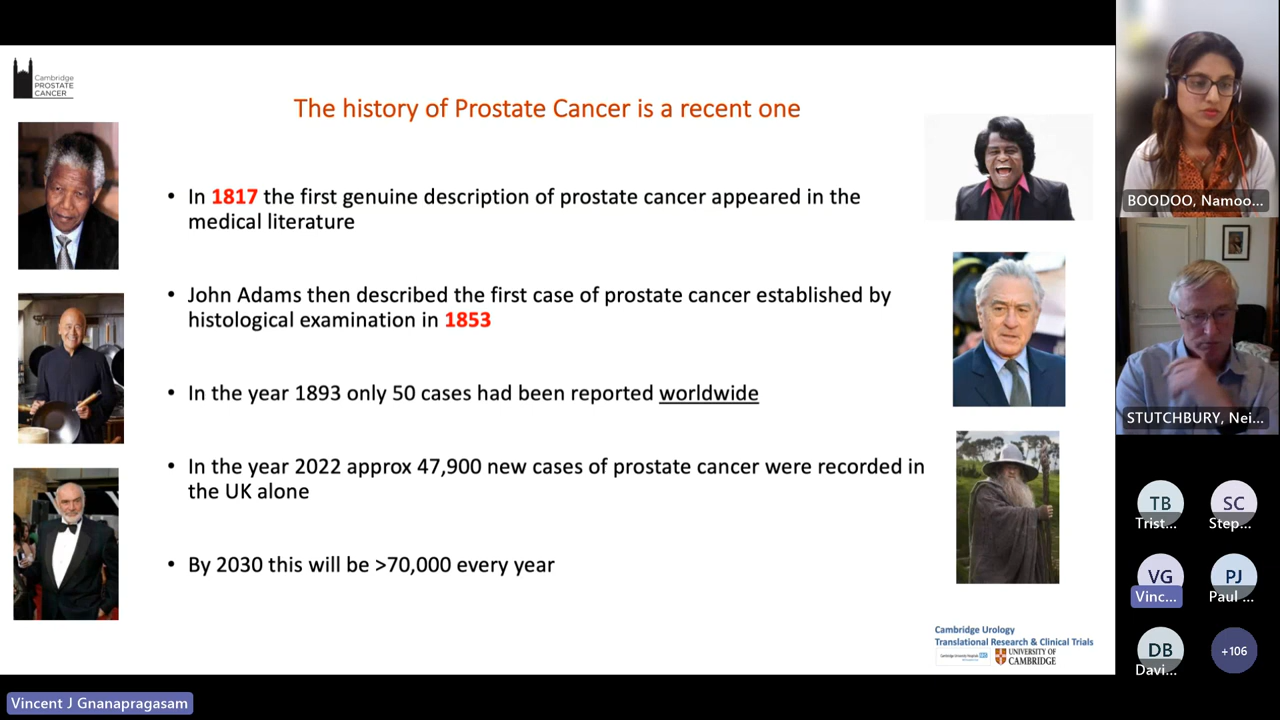 Cambridge
PROSTATE
CANCER
The history of Prostate Cancer is a recent one
• In 1817 the first genuine description of prostate cancer appeared in the
medical literature
• John Adams then described the first case of prostate cancer established by
histological examination in 1853
• In the year 1893 only 50 cases had been reported worldwide
• In the year 2022 approx 47,900 new cases of prostate cancer were recorded in
the UK alone
• By 2030 this will be >70,000 every year
Cambridge Urology
Translational Research & Clinical Trials
Cambridge University Hospitals
NHS
UNIVERSITY OF
CAMBRIDGE
BOODOO, Namoo...
STUTCHBURY, Nei...
TB
SC
Trist...
Step...
VG
PJ
Vinc...
Paul ...
DB
+106
Davi...
Vincent J Gnanapragasam